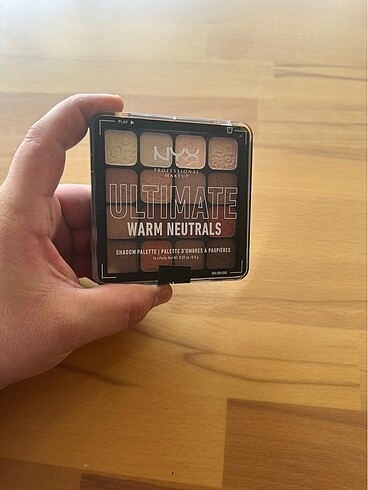 PLAY ▶
NYX
PROFESSIONAL
MAKEUP
ULTIMATE
WARM NEUTRALS
SHADOW PALETTE | PALETTE D'OMBRES À PAUPIÈRES
00:00:00